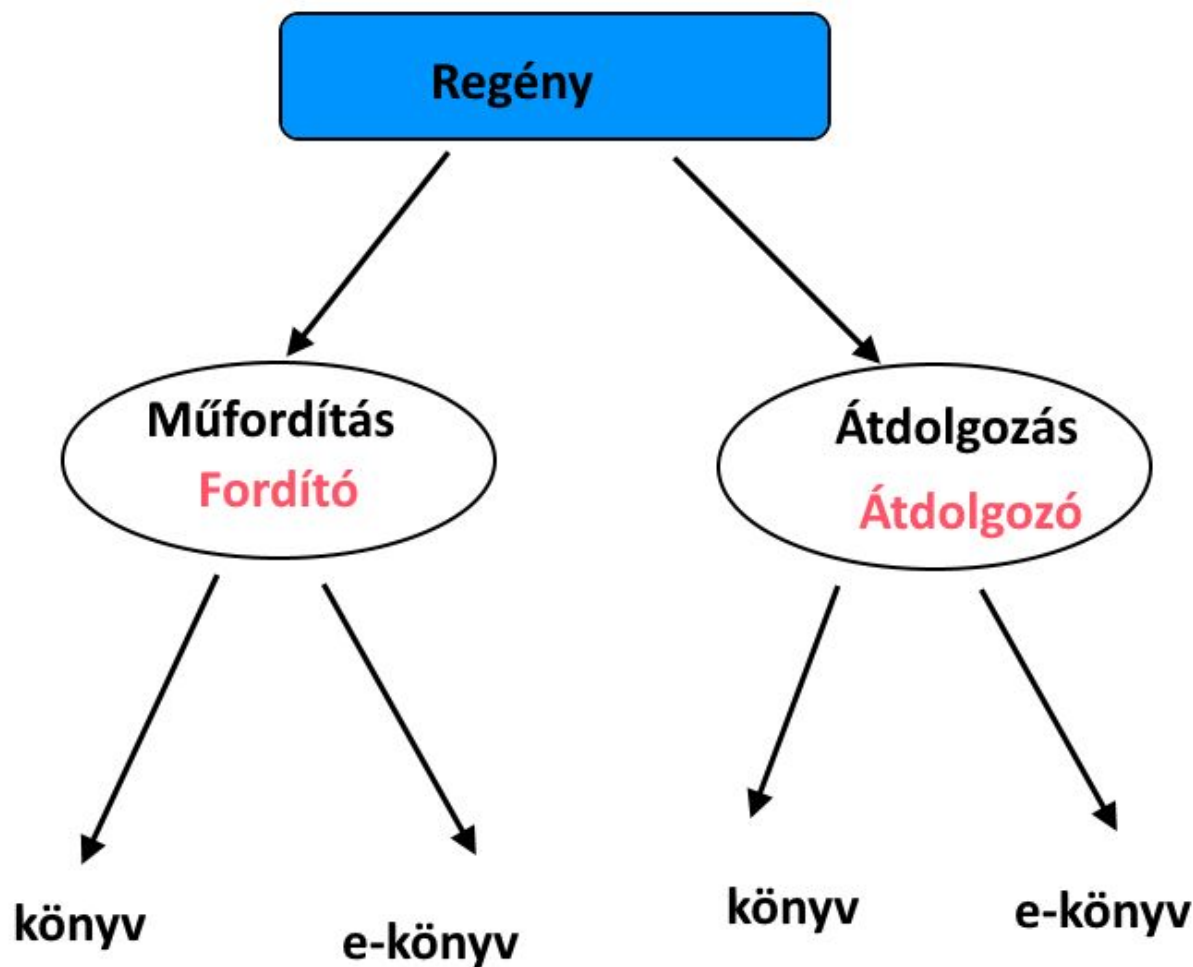 Regény
Műfordítás
Fordító
Átdolgozás
Átdolgozó
könyv
e-könyv
könyv
e-könyv